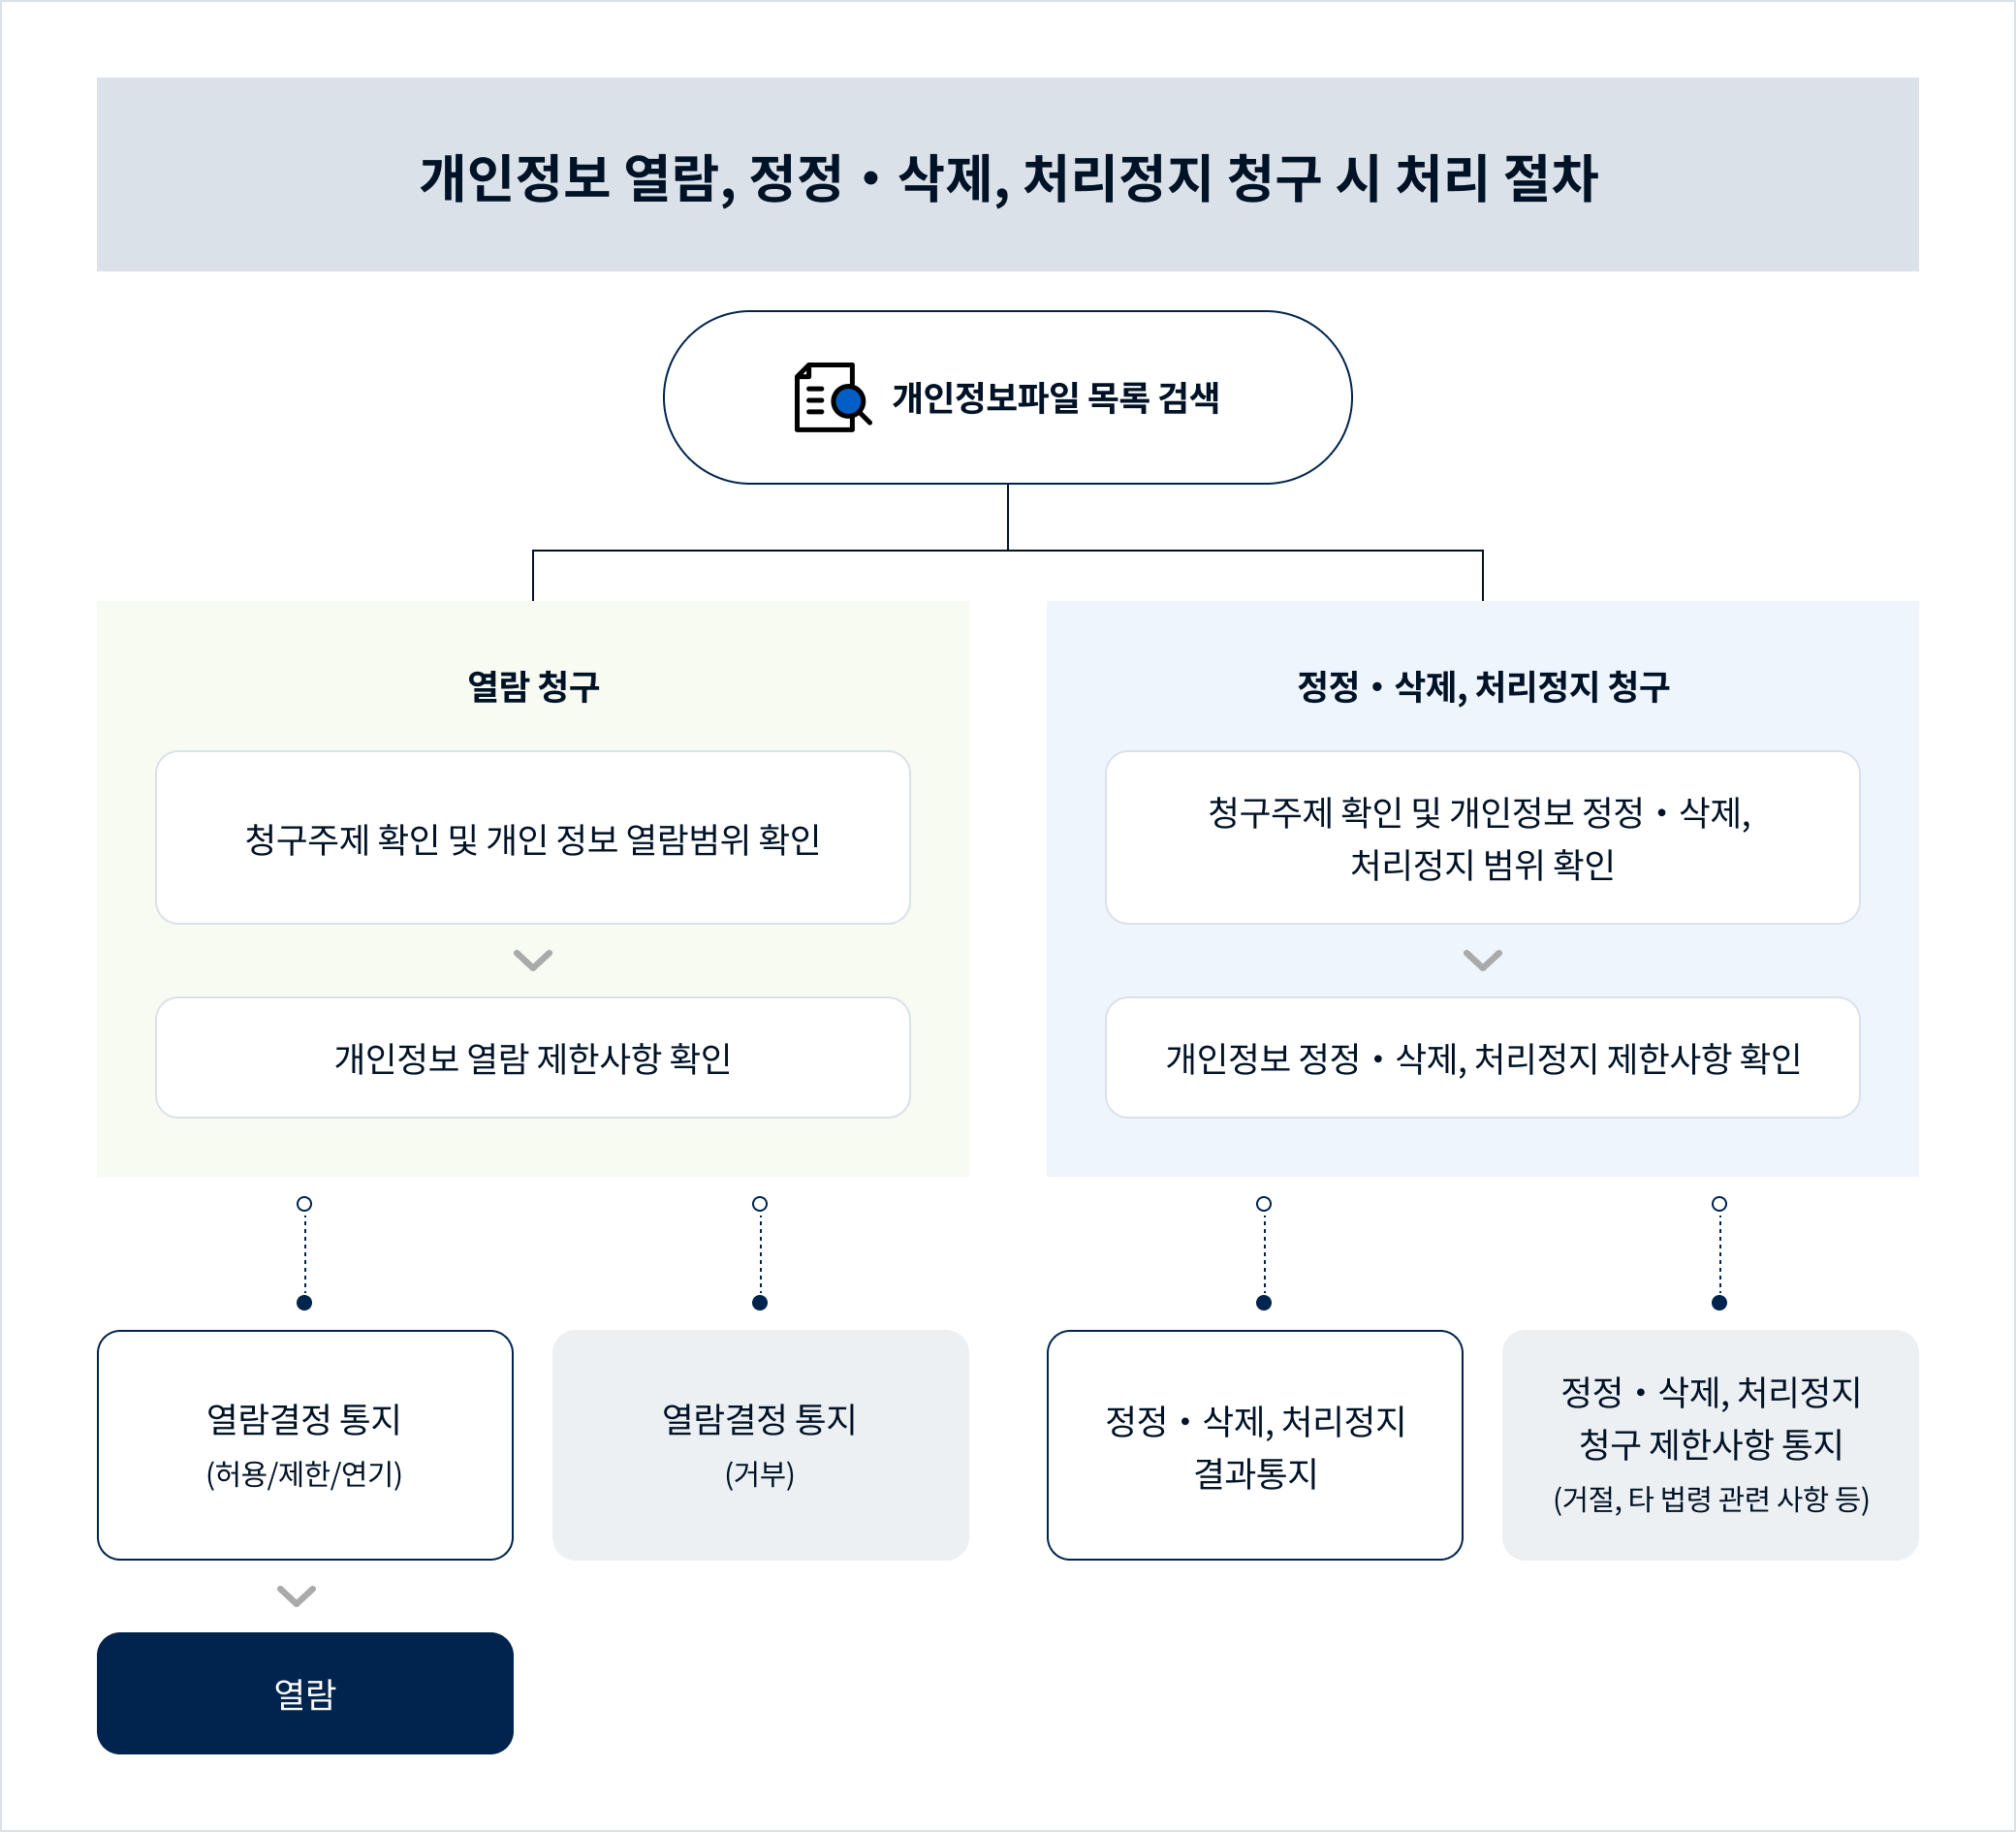 개인정보 열람, 정정・삭제, 처리정지 청구 시 처리 절차
개인정보파일 목록 검색
열람 청구
청구주제 확인 및 개인 정보 열람범위 확인
개인정보 열람 제한사항 확인
정정・삭제, 처리정지 청구
청구주제 확인 및 개인정보 정정・삭제,
처리정지 범위 확인
개인정보 정정・삭제, 처리정지 제한사항 확인
열람결정 통지
(허용/제한/연기)
열람결정 통지
(거부)
정정・삭제, 처리정지
결과통지
정정・삭제, 처리정지
청구 제한사항 통지
(거절, 타 법령 관련 사항 등)
열람